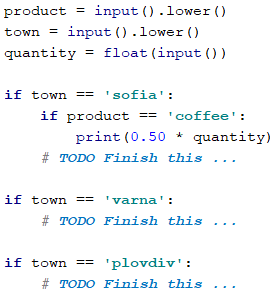 product = input().lower()
town = input().lower()
quantity = float(input())
if town == 'sofia':
    if product == 'coffee':
        print(0.50 * quantity)
    # TODO Finish this ...
if town == 'varna':
    # TODO Finish this ...
if town == 'plovdiv':
    # TODO Finish this ...